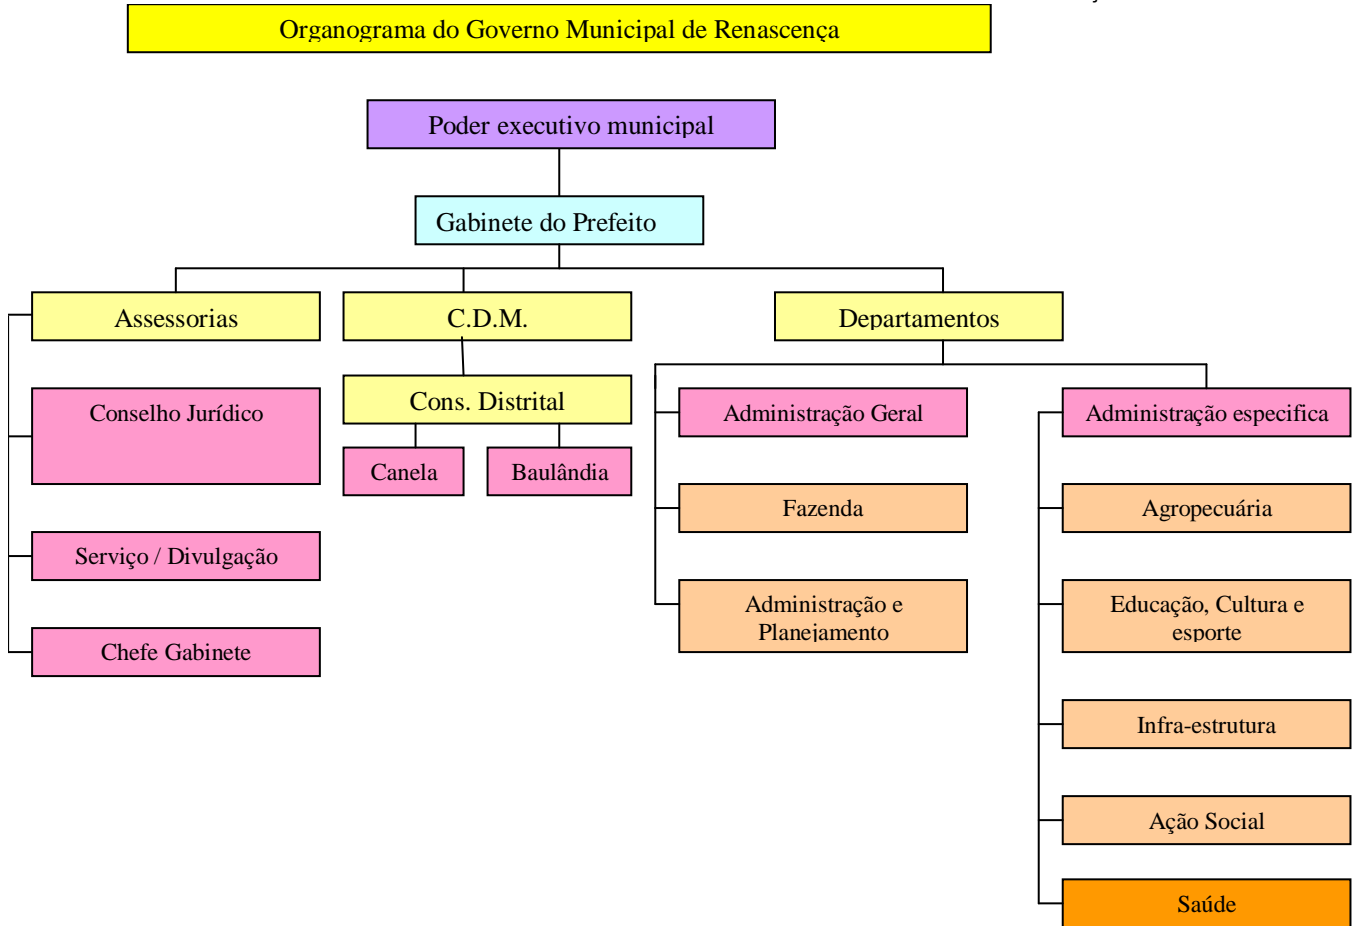 Organograma do Governo Municipal de Renascença
Poder executivo municipal
Gabinete do Prefeito
Assessorias
C.D.M.
Departamentos
Conselho Jurídico
Cons. Distrital
Administração Geral
Administração especifica
Canela
Baulândia
Fazenda
Agropecuária
Serviço / Divulgação
Administração e
Planejamento
Educação, Cultura e
esporte
Chefe Gabinete
Infra-estrutura
Ação Social
Saúde